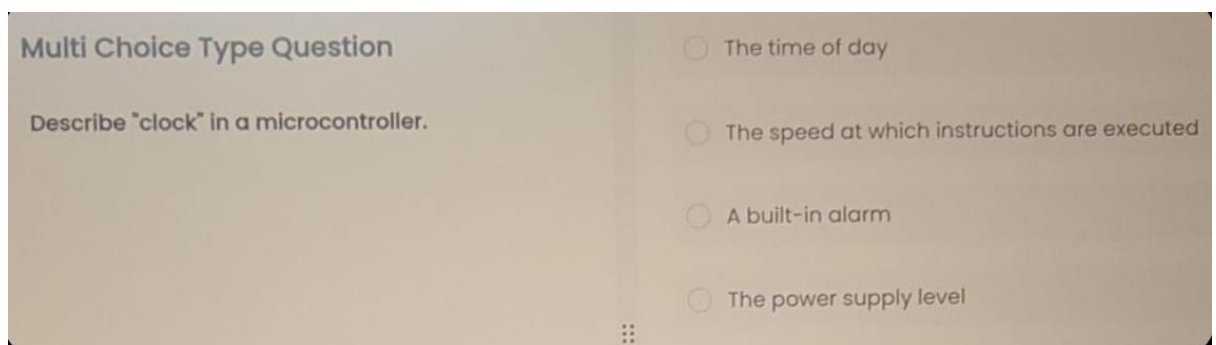 Multi Choice Type Question
Describe "clock" in a microcontroller.
The time of day
The speed at which instructions are executed
A built-in alarm
The power supply level